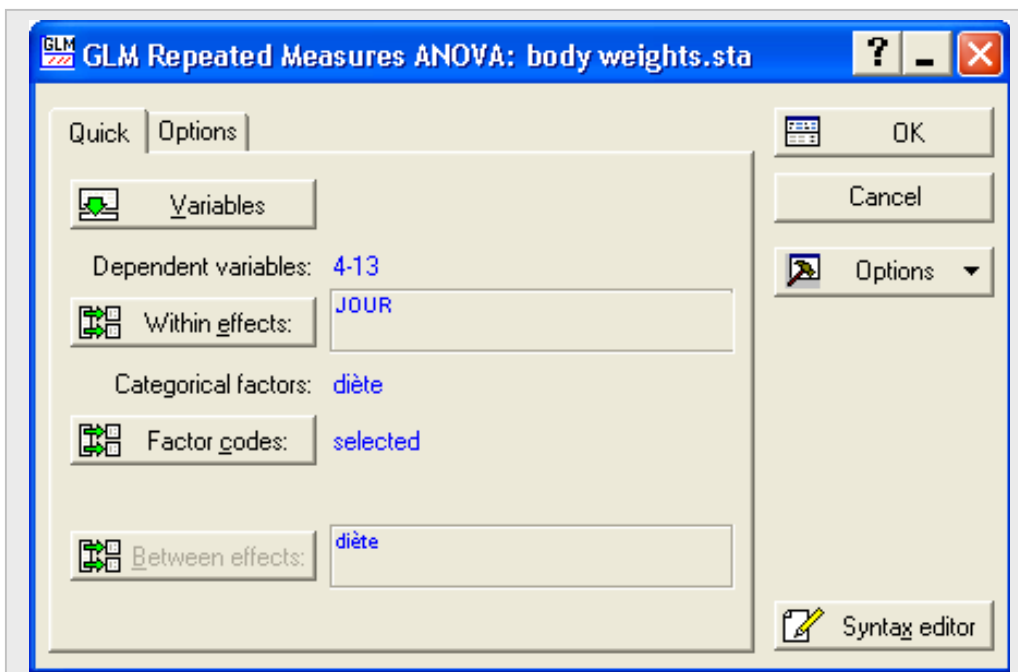 GLM GLM Repeated Measures ANOVA: body weights.sta ?
Quick Options
OK
Variables
Cancel
Dependent variables: 4-13
Options
Within effects: JOUR
Categorical factors: diète
Factor codes: selected
Between effects: diète
Syntax editor